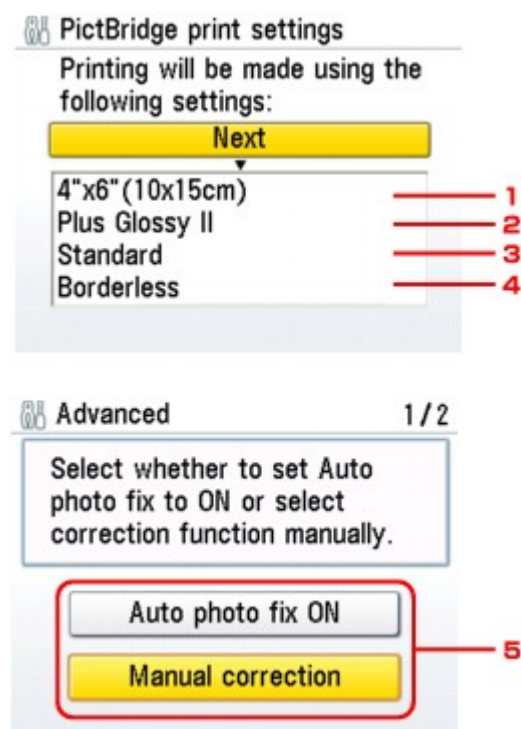 PictBridge print settings
Printing will be made using the
following settings:
Next
4"x6"(10x15cm)
1
Plus Glossy II
2
Standard
3
Borderless
4
Advanced 1/2
Select whether to set Auto
photo fix to ON or select
correction function manually.
Auto photo fix ON
5
Manual correction